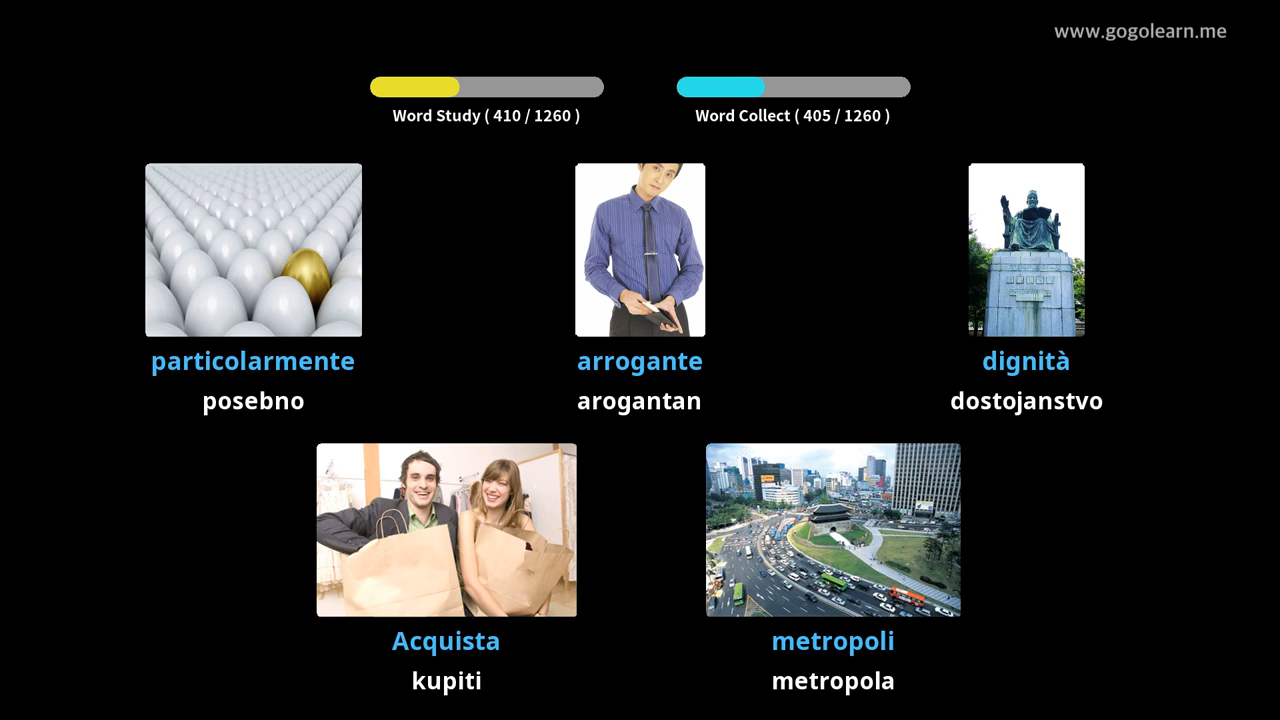 www.gogolearn.me
Word Study ( 410 / 1260 )
Word Collect ( 405 / 1260 )
particolarmente
posebno
arrogante
arogantan
dignità
dostojanstvo
Acquista
kupiti
metropoli
metropola